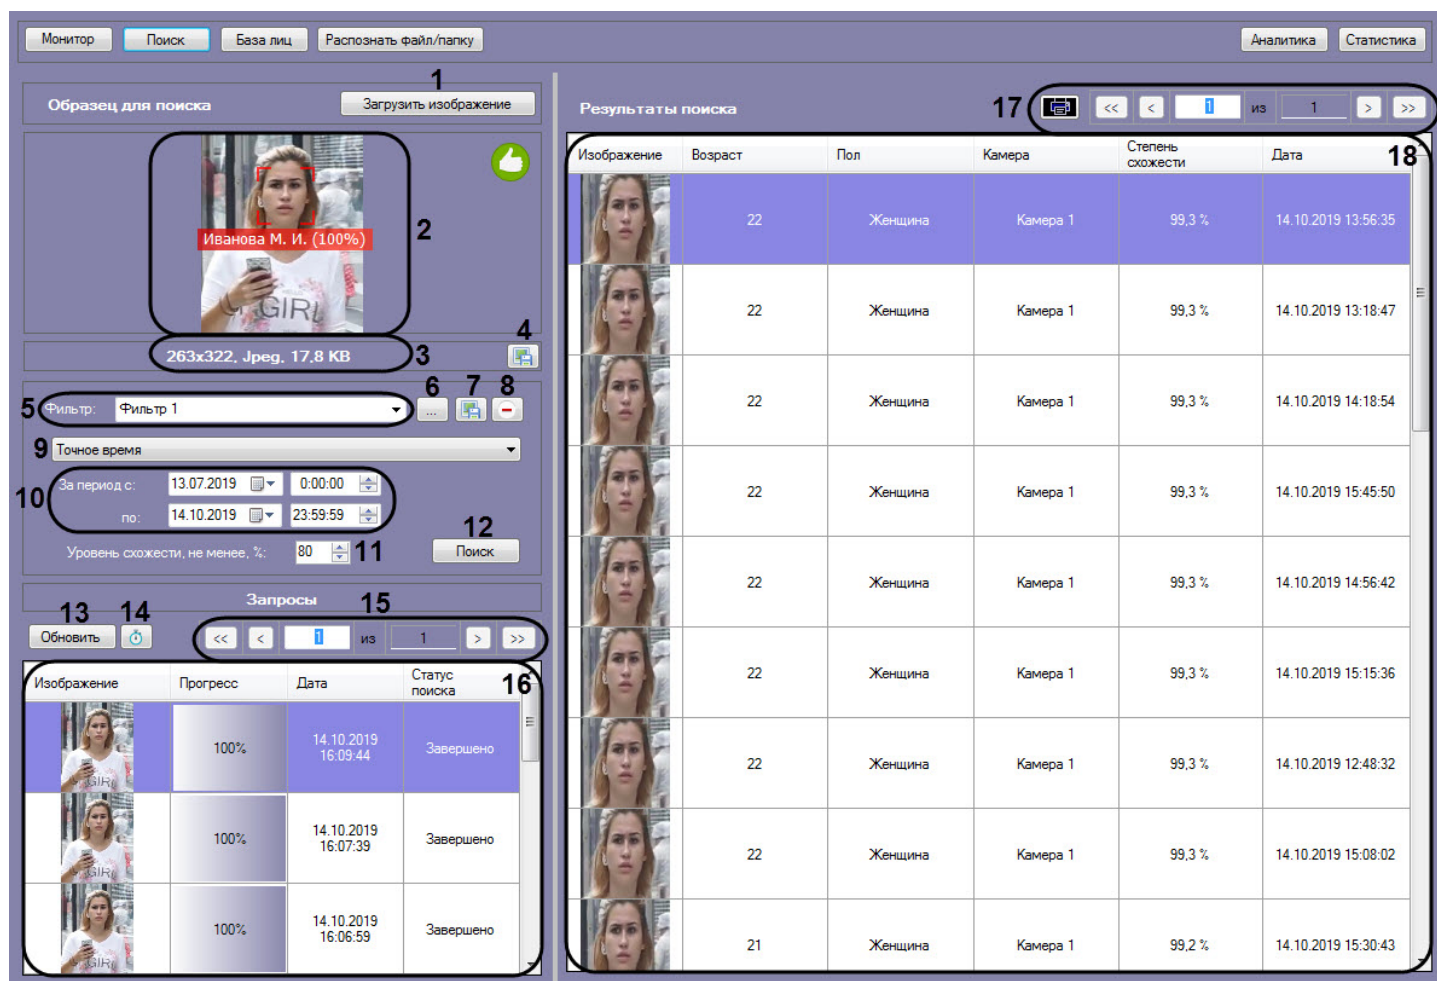 Монитор Поиск База лиц Распознать файл/папку Аналитика Статистика
1
Образец для поиска Загрузить изображение
2
Иванова М. И. (100%)
GIRL
263x322, Jpeg, 17,8 KB 3 4
5 Фильтр: Фильтр 1 6 ... 7 8
9 Точное время
10 За период с: 13.07.2019 0:00:00
по: 14.10.2019 23:59:59
Уровень схожести, не менее, %: 80 11 12 Поиск
Запросы
13 14 15
Обновить << < 1 из 1 > >>
Изображение Прогресс Дата Статус поиска 16
100% 14.10.2019 16:09:44 Завершено
100% 14.10.2019 16:07:39 Завершено
100% 14.10.2019 16:06:59 Завершено
Результаты поиска 17 << < 1 из 1 > >>
Изображение Возраст Пол Камера Степень схожести Дата 18
22 Женщина Камера 1 99,3 % 14.10.2019 13:56:35
22 Женщина Камера 1 99,3 % 14.10.2019 13:18:47
22 Женщина Камера 1 99,3 % 14.10.2019 14:18:54
22 Женщина Камера 1 99,3 % 14.10.2019 15:45:50
22 Женщина Камера 1 99,3 % 14.10.2019 14:56:42
22 Женщина Камера 1 99,3 % 14.10.2019 15:15:36
22 Женщина Камера 1 99,3 % 14.10.2019 12:48:32
22 Женщина Камера 1 99,3 % 14.10.2019 15:08:02
21 Женщина Камера 1 99,2 % 14.10.2019 15:30:43